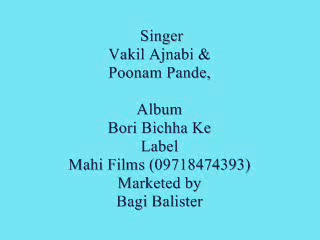 Singer
Vakil Ajnabi &
Poonam Pande,
Album
Bori Bichha Ke
Label
Mahi Films (09718474393)
Marketed by
Bagi Balister